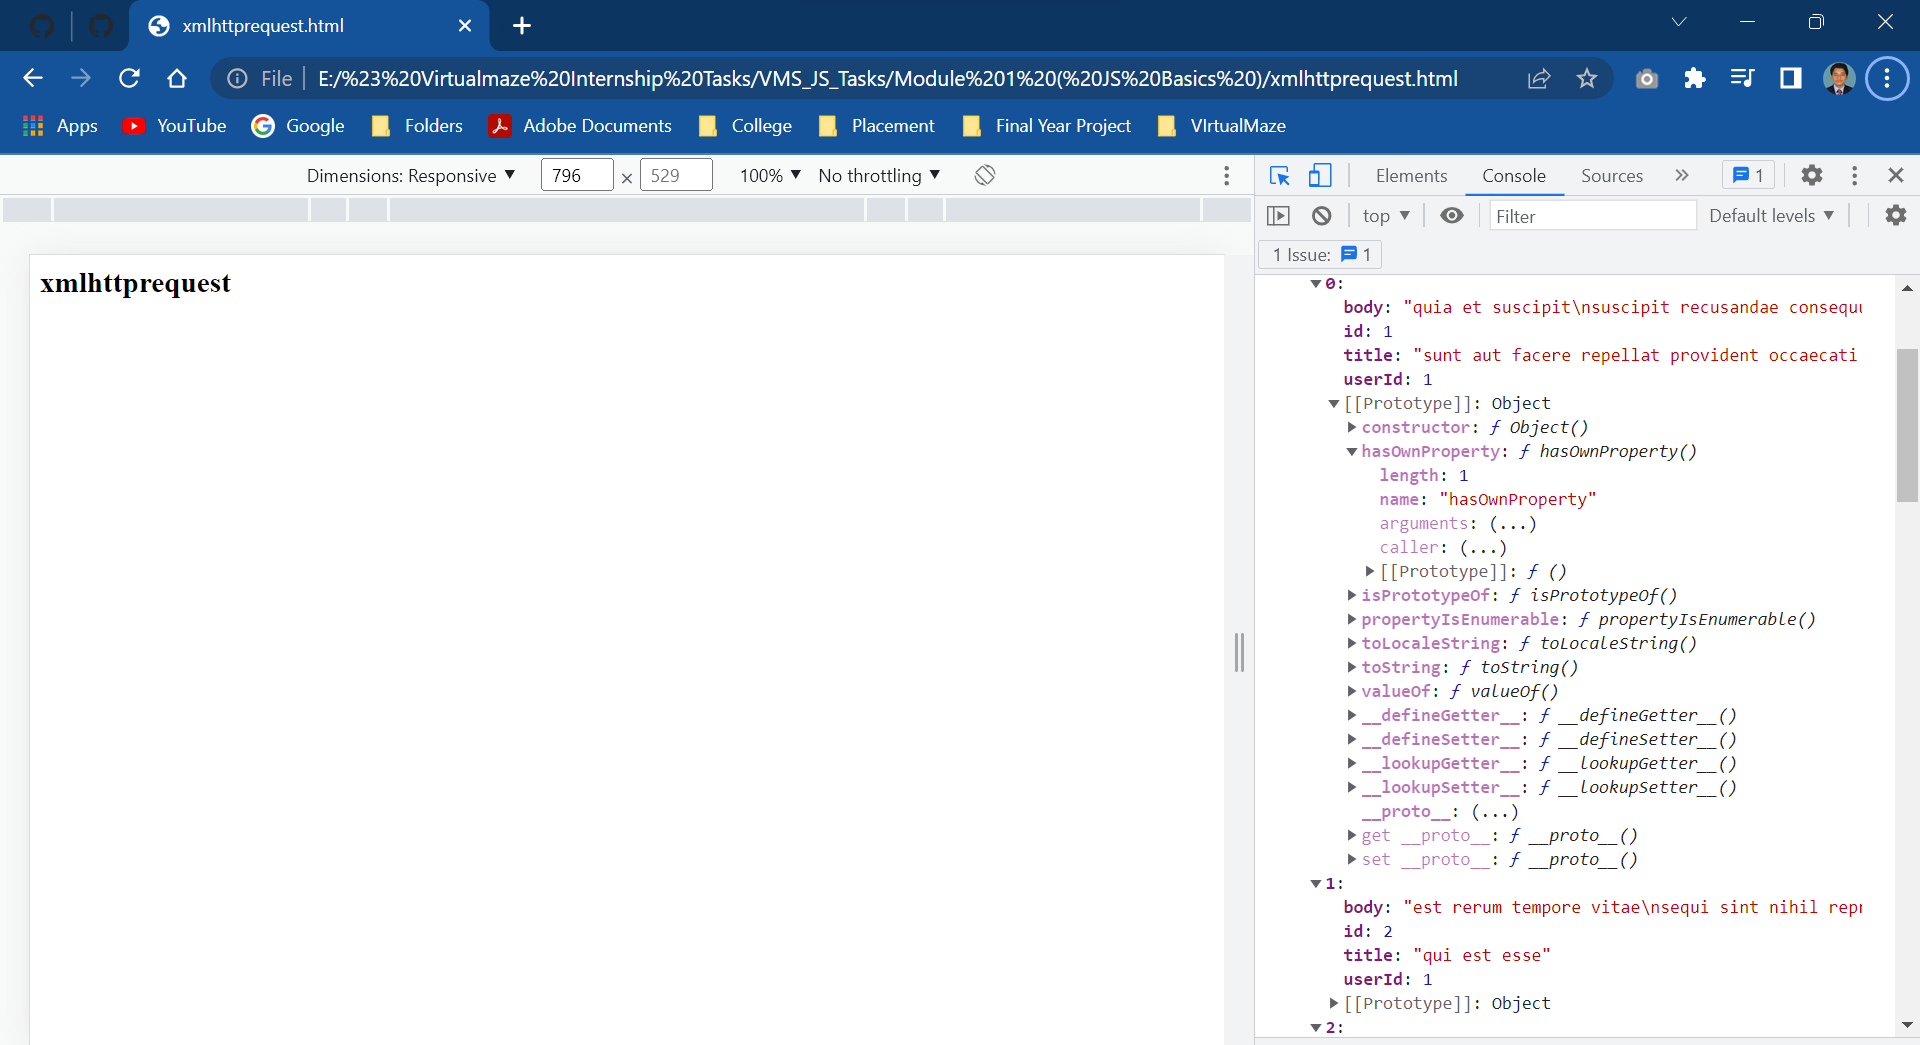 xmlhttprequest.html
File
E:/%23%20Virtualmaze%20Internship%20Tasks/VMS_JS_Tasks/Module%201%20(%20JS%20Basics%20)/xmlhttprequest.html
Apps YouTube Google Folders Adobe Documents College Placement Final Year Project VIrtualMaze
Dimensions: Responsive ▼ 796 × 529 100% ▼ No throttling ▼
xmlhttprequest
Elements Console Sources » 1
top ▼ Filter Default levels ▼
1 Issue: 1
▼0:
body: "quia et suscipit\nsuscipit recusandae consequu
id: 1
title: "sunt aut facere repellat provident occaecati
userId: 1
▼[[Prototype]]: Object
▶constructor: ƒ Object()
▼hasOwnProperty: ƒ hasOwnProperty()
length: 1
name: "hasOwnProperty"
arguments: (...)
caller: (...)
▶[[Prototype]]: ƒ ()
▶isPrototypeOf: ƒ isPrototypeOf()
▶propertyIsEnumerable: ƒ propertyIsEnumerable()
▶toLocaleString: ƒ toLocaleString()
▶toString: ƒ toString()
▶valueOf: ƒ valueOf()
▶__defineGetter__: ƒ __defineGetter__()
▶__defineSetter__: ƒ __defineSetter__()
▶__lookupGetter__: ƒ __lookupGetter__()
▶__lookupSetter__: ƒ __lookupSetter__()
__proto__: (...)
▶get __proto__: ƒ __proto__()
▶set __proto__: ƒ __proto__()
▼1:
body: "est rerum tempore vitae\nsequi sint nihil repr
id: 2
title: "qui est esse"
userId: 1
▶[[Prototype]]: Object
▼2: